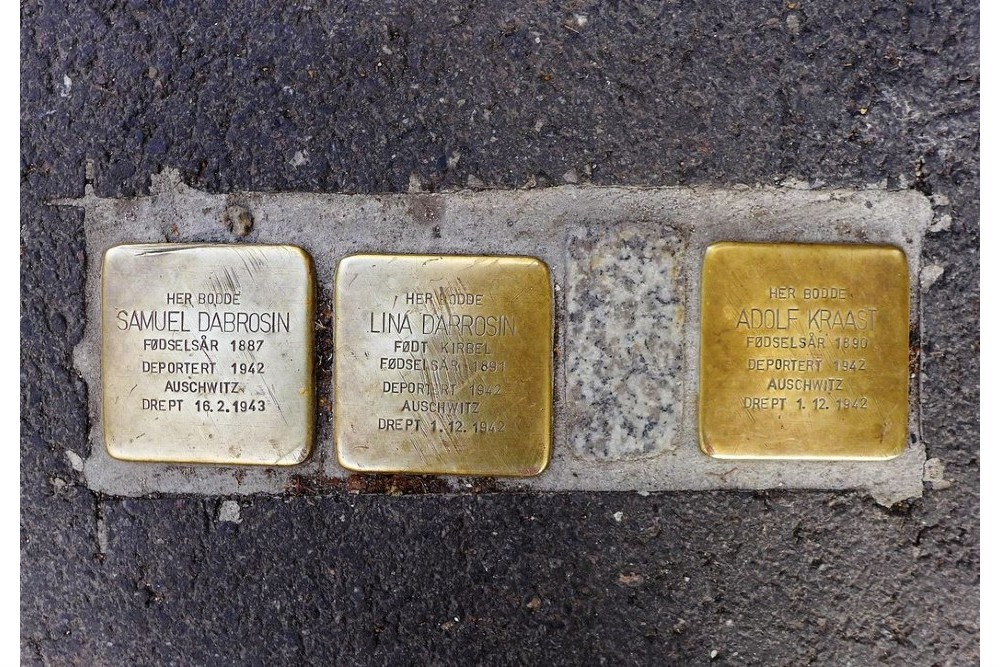 HER BODDE
SAMUEL DABROSIN
FØDSELSÅR 1887
DEPORTERT 1942
AUSCHWITZ
DREPT 16.2.1943
HER BODDE
LINA DABROSIN
FØDT KIRBEL
FØDSELSÅR 1891
DEPORTERT 1942
AUSCHWITZ
DREPT 1.12.1942
HER BODDE
ADOLF KRAAST
FØDSELSÅR 1890
DEPORTERT 1942
AUSCHWITZ
DREPT 1.12.1942